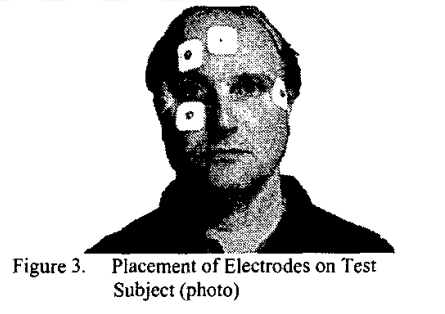 Figure 3. Placement of Electrodes on Test
Subject (photo)